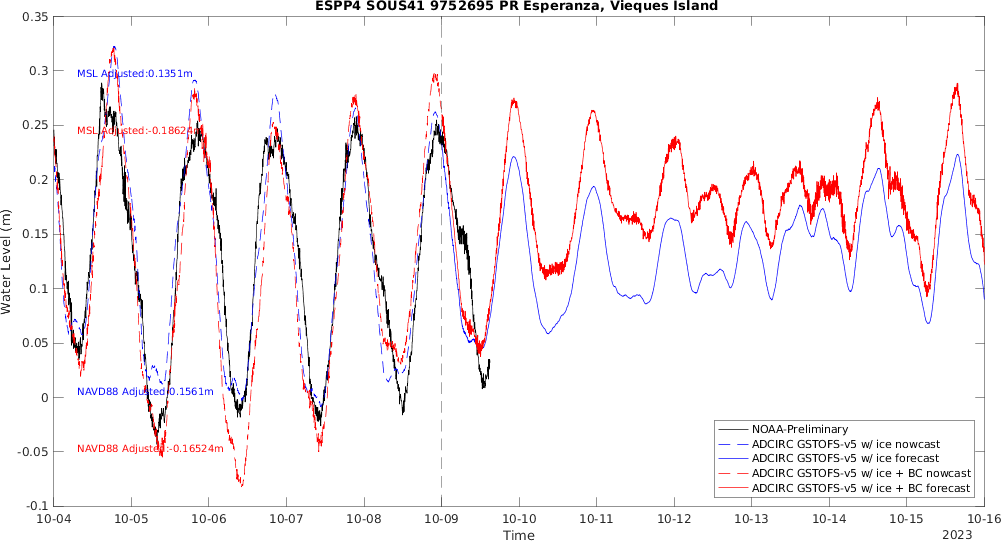 ESPP4 SOUS41 9752695 PR Esperanza, Vieques Island
0.35
0.3
0.25
0.2
0.15
0.1
0.05
0
-0.05
-0.1
Water Level (m)
MSL Adjusted:0.1351m
MSL Adjusted:-0.18624m
NAVD88 Adjusted:0.1561m
NAVD88 Adjusted:-0.16524m
NOAA-Preliminary
ADCIRC GSTOFS-v5 w/ ice nowcast
ADCIRC GSTOFS-v5 w/ ice forecast
ADCIRC GSTOFS-v5 w/ ice + BC nowcast
ADCIRC GSTOFS-v5 w/ ice + BC forecast
10-04 10-05 10-06 10-07 10-08 10-09 10-10 10-11 10-12 10-13 10-14 10-15 10-16
Time
2023